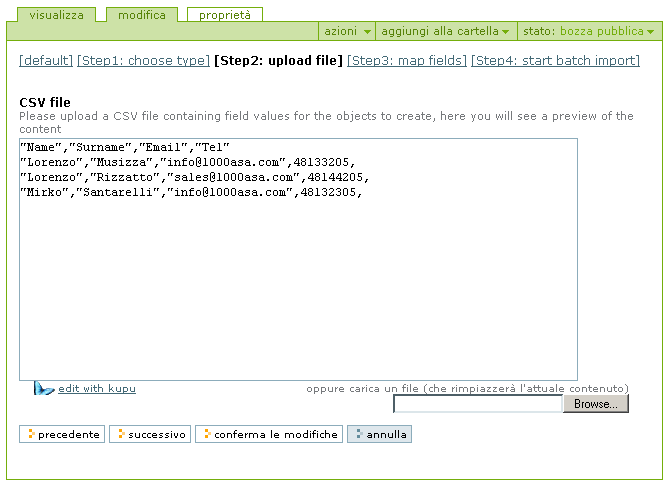 visualizza modifica proprietà
azioni aggiungi alla cartella stato: bozza pubblica
[default] [Step1: choose type] [Step2: upload file] [Step3: map fields] [Step4: start batch import]
CSV file
Please upload a CSV file containing field values for the objects to create, here you will see a preview of the
content
"Name","Surname","Email","Tel"
"Lorenzo","Musizza","info@1000asa.com",48133205,
"Lorenzo","Rizzatto","sales@1000asa.com",48144205,
"Mirko","Santarelli","info@1000asa.com",48132305,
edit with kupu oppure carica un file (che rimpiazzerà l'attuale contenuto)
Browse...
precedente successivo conferma le modifiche annulla